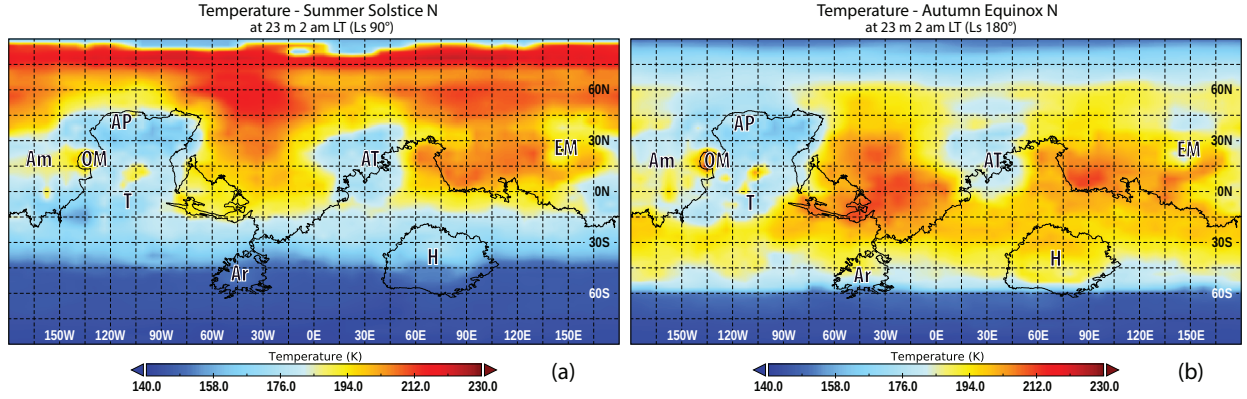 Temperature - Summer Solstice N
at 23 m 2 am LT (Ls 90°)
60N
AP
30N
Am
OM
AT
EM
T
0N
30S
H
Ar
60S
150W 120W 90W 60W 30W 0E 30E 60E 90E 120E 150E
Temperature (K)
140.0 158.0 176.0 194.0 212.0 230.0
(a)
Temperature - Autumn Equinox N
at 23 m 2 am LT (Ls 180°)
60N
AP
30N
Am
OM
AT
EM
T
0N
30S
H
Ar
60S
150W 120W 90W 60W 30W 0E 30E 60E 90E 120E 150E
Temperature (K)
140.0 158.0 176.0 194.0 212.0 230.0
(b)